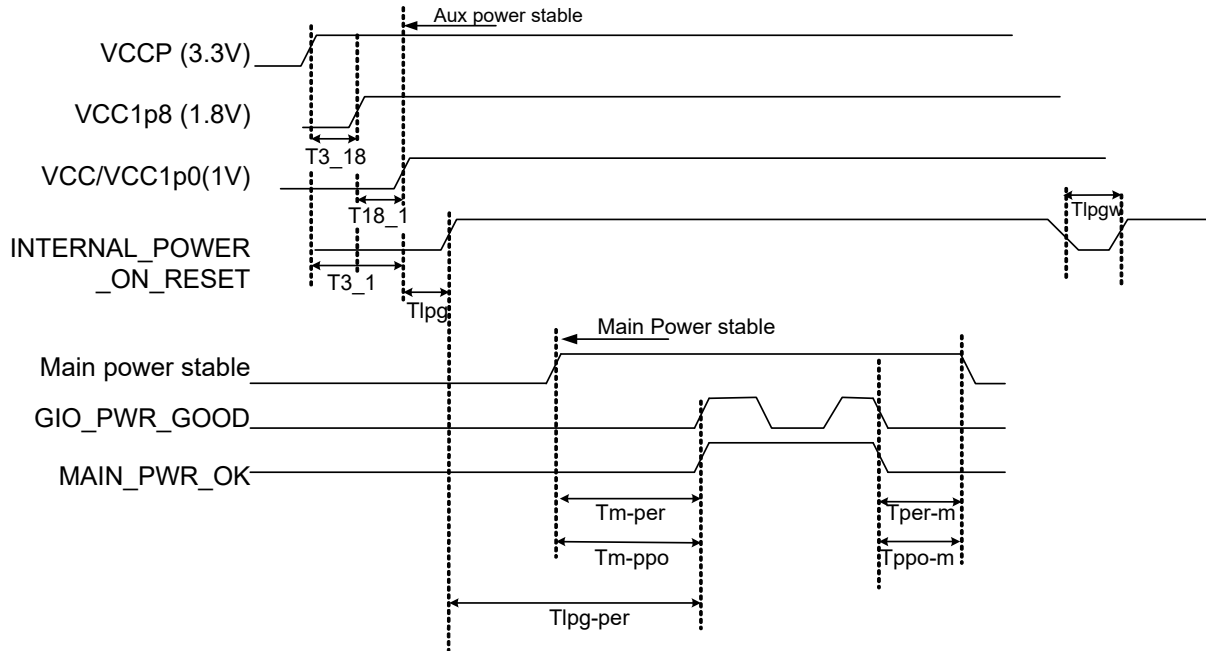 Aux power stable
VCCP (3.3V)
VCC1p8 (1.8V)
T3_18
VCC/VCC1p0(1V)
T18_1
Tlpgw
INTERNAL_POWER
_ON_RESET
T3_1
Tlpg
Main Power stable
Main power stable
GIO_PWR_GOOD
MAIN_PWR_OK
Tm-per
Tper-m
Tm-ppo
Tppo-m
Tlpg-per